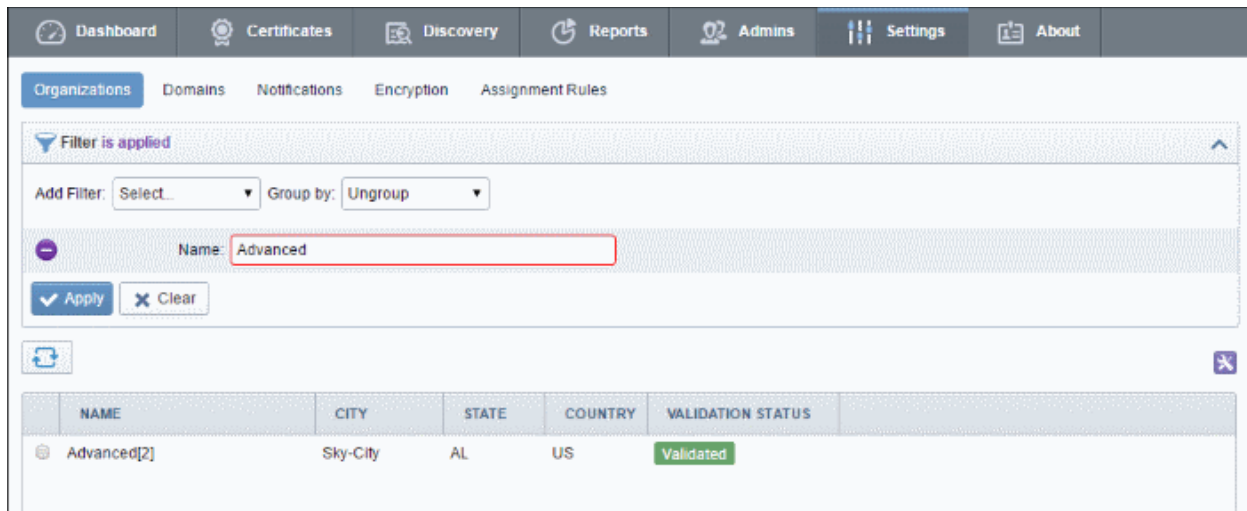 Dashboard Certificates Discovery Reports Admins Settings About
Organizations Domains Notifications Encryption Assignment Rules
Filter is applied
Add Filter: Select... Group by: Ungroup
Name: Advanced
Apply Clear
NAME CITY STATE COUNTRY VALIDATION STATUS
Advanced[2] Sky-City AL US Validated